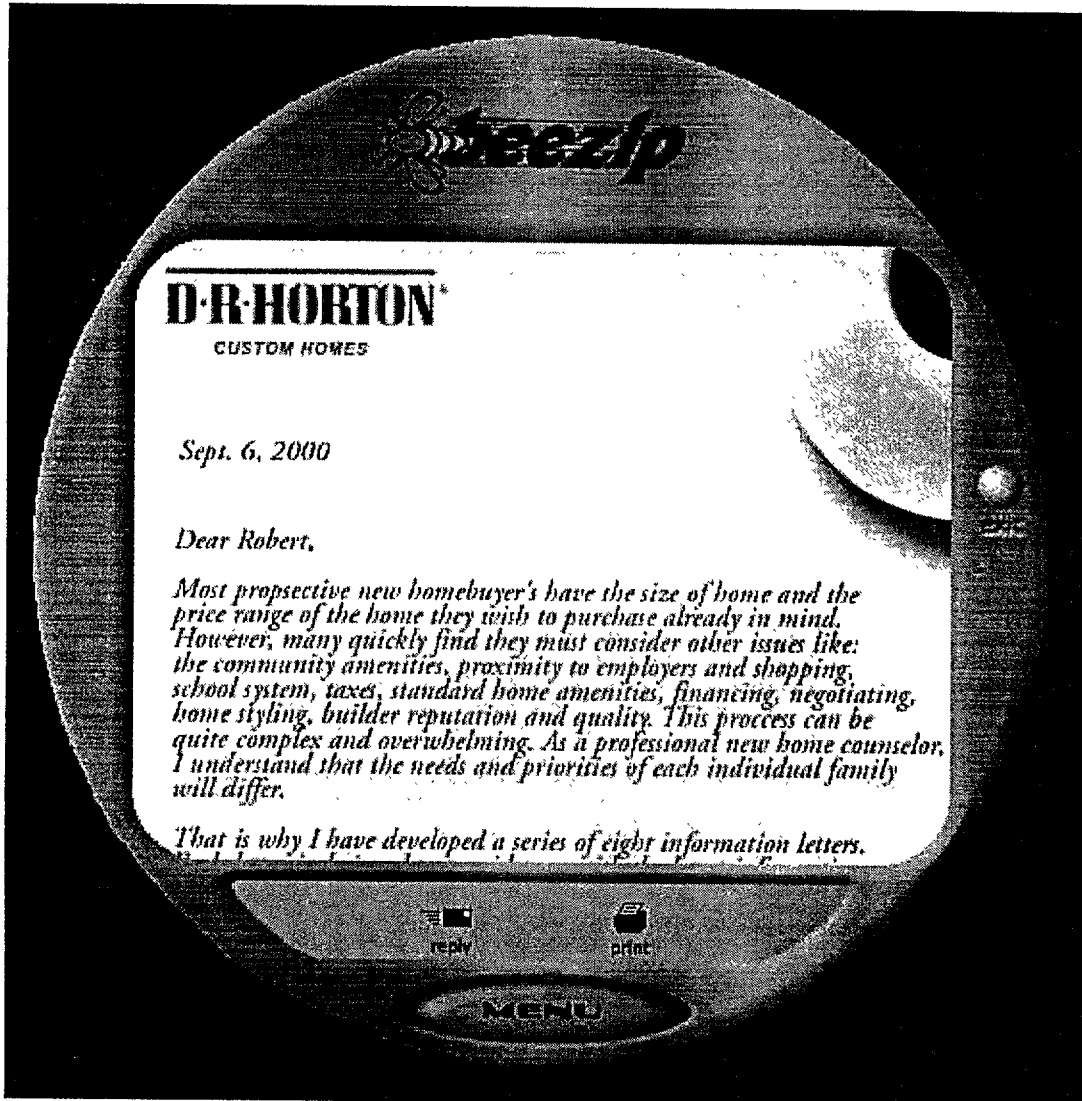 beezip
D·R·HORTON
CUSTOM HOMES
Sept. 6, 2000
Dear Robert,
Most propsective new homebuyer's have the size of home and the
price range of the home they wish to purchase already in mind.
However, many quickly find they must consider other issues like:
the community amenities, proximity to employers and shopping,
school system, taxes, standard home amenities, financing, negotiating,
home styling, builder reputation and quality. This proccess can be
quite complex and overwhelming. As a professional new home counselor,
I understand that the needs and priorities of each individual family
will differ.
That is why I have developed a series of eight information letters.
reply
print
MENU